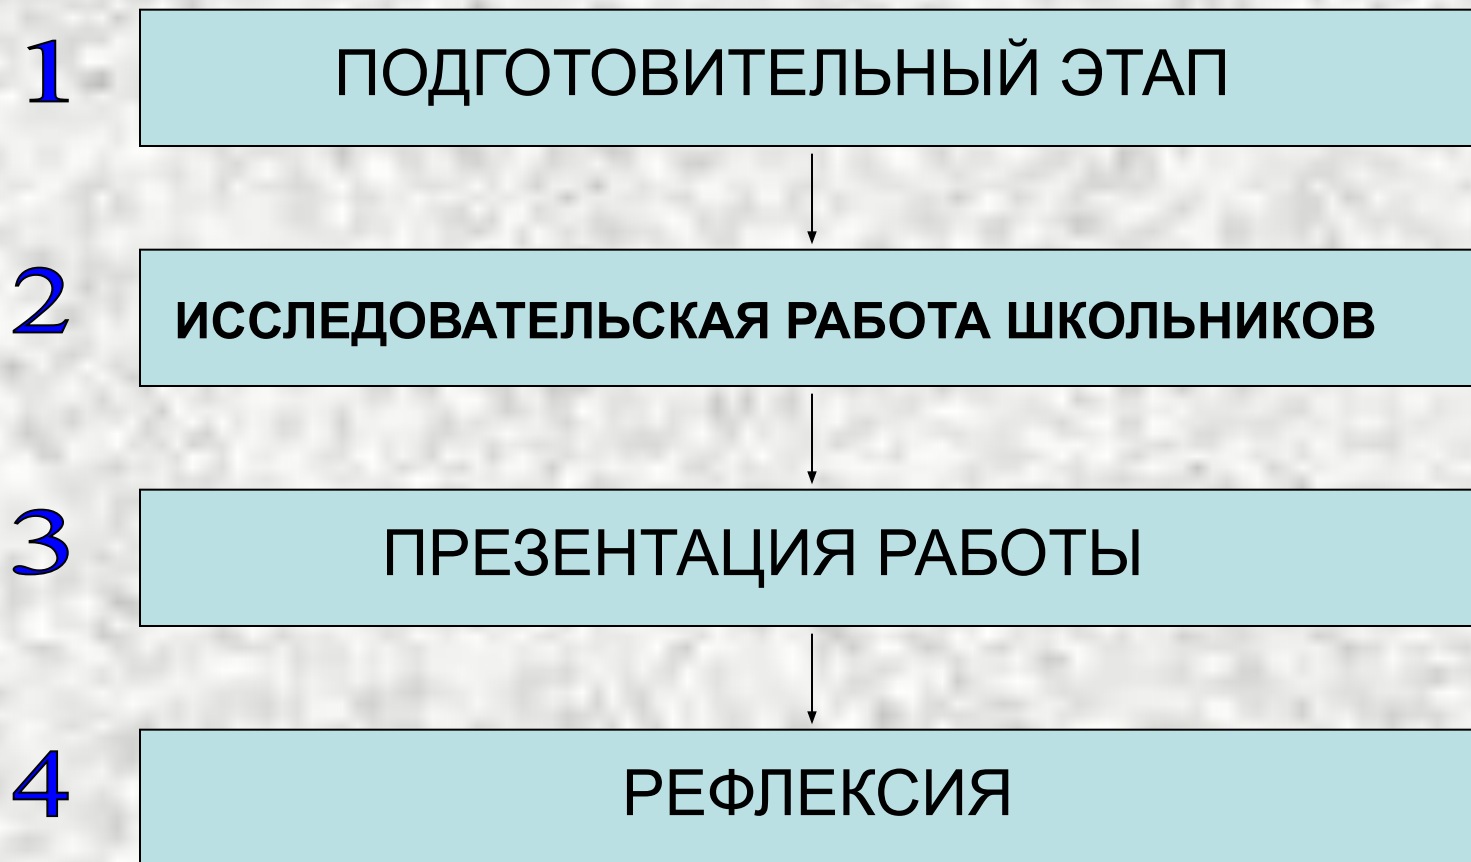 1
ПОДГОТОВИТЕЛЬНЫЙ ЭТАП
2
ИССЛЕДОВАТЕЛЬСКАЯ РАБОТА ШКОЛЬНИКОВ
3
ПРЕЗЕНТАЦИЯ РАБОТЫ
4
РЕФЛЕКСИЯ